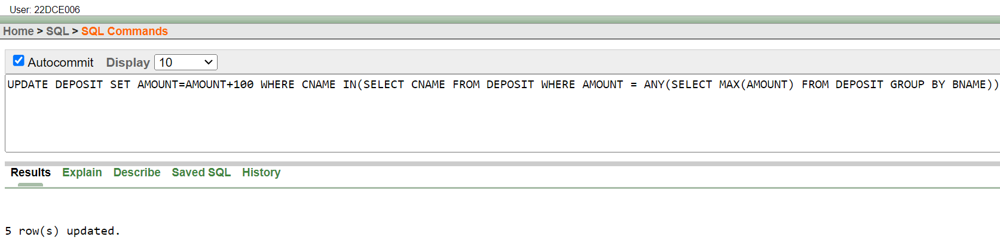 User: 22DCE006
Home > SQL > SQL Commands
Autocommit Display 10
UPDATE DEPOSIT SET AMOUNT=AMOUNT+100 WHERE CNAME IN(SELECT CNAME FROM DEPOSIT WHERE AMOUNT = ANY(SELECT MAX(AMOUNT) FROM DEPOSIT GROUP BY BNAME))
Results Explain Describe Saved SQL History
5 row(s) updated.